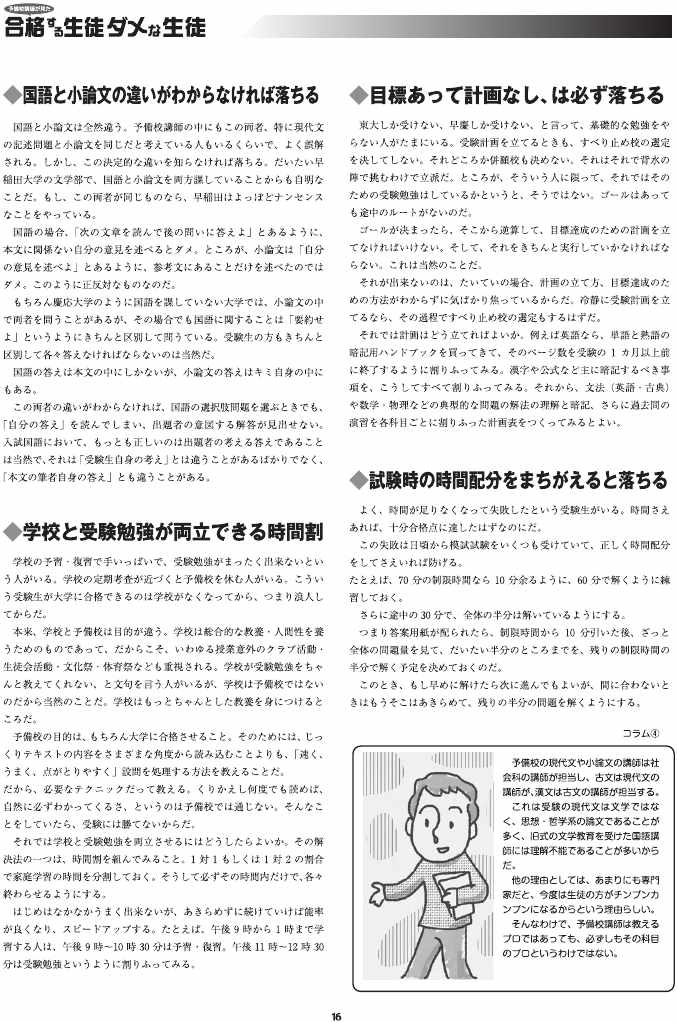 予備校講師が見た
合格する生徒ダメな生徒
◆国語と小論文の違いがわからなければ落ちる
国語と小論文は全然違う。予備校講師の中にもこの両者、特に現代文
の記述問題と小論文を同じだと考えている人もいるくらいで、よく誤解
される。しかし、この決定的な違いを知らなければ落ちる。だいたい早
稲田大学の文学部で、国語と小論文を両方課していることからも自明な
ことだ。もし、この両者が同じものなら、早稲田はよっぽどナンセンス
なことをやっている。
国語の場合、「次の文章を読んで後の問いに答えよ」とあるように、
本文に関係ない自分の意見を述べるとダメ。ところが、小論文は「自分
の意見を述べよ」とあるように、参考文にあることだけを述べたのでは
ダメ。このように正反対なものなのだ。
もちろん慶応大学のように国語を課していない大学では、小論文の中
で両者を問うことがあるが、その場合でも国語に関することは「要約せ
よ」というようにきちんと区別して問うている。受験生の方もきちんと
区別して各々答えなければならないのは当然だ。
国語の答えは本文の中にしかないが、小論文の答えはキミ自身の中に
もある。
この両者の違いがわからなければ、国語の選択肢問題を選ぶときでも、
「自分の答え」を読んでしまい、出題者の意図する解答が見出せない。
入試国語において、もっとも正しいのは出題者の考える答えであること
は当然で、それは「受験生自身の考え」とは違うことがあるばかりでなく、
「本文の筆者自身の答え」とも違うことがある。
◆学校と受験勉強が両立できる時間割
学校の予習・復習で手いっぱいで、受験勉強がまったく出来ないとい
う人がいる。学校の定期考査が近づくと予備校を休む人がいる。こうい
う受験生が大学に合格できるのは学校がなくなってから、つまり浪人し
てからだ。
本来、学校と予備校は目的が違う。学校は総合的な教養・人間性を養
うためのものであって、だからこそ、いわゆる授業意外のクラブ活動・
生徒会活動・文化祭・体育祭なども重視される。学校が受験勉強をちゃ
んと教えてくれない、と文句を言う人がいるが、学校は予備校ではない
のだから当然のことだ。学校はもっとちゃんとした教養を身につけると
ころだ。
予備校の目的は、もちろん大学に合格させること。そのためには、じっ
くりテキストの内容をさまざまな角度から読み込むことよりも、「速く、
うまく、点がとりやすく」設問を処理する方法を教えることだ。
だから、必要なテクニックだって教える。くりかえし何度でも読めば、
自然に必ずわかってくるさ、というのは予備校では通じない。そんなこ
とをしていたら、受験には勝てないからだ。
それでは学校と受験勉強を両立させるにはどうしたらよいか。その解
決法の一つは、時間割を組んでみること。1対1もしくは1対2の割合
で家庭学習の時間を分割しておく。そうして必ずその時間内だけで、各々
終わらせるようにする。
はじめはなかなかうまく出来ないが、あきらめずに続けていけば能率
が良くなり、スピードアップする。たとえば、午後9時から1時まで学
習する人は、午後9時〜10時30分は予習・復習。午後11時〜12時30
分は受験勉強というように割りふってみる。
◆目標あって計画なし、は必ず落ちる
東大しか受けない、早慶しか受けない、と言って、基礎的な勉強をや
らない人がたまにいる。受験計画を立てるときも、すべり止め校の選定
を決してしない。それどころか併願校も決めない。それはそれで背水の
陣で挑むわけで立派だ。ところが、そういう人に限って、それではその
ための受験勉強はしているかというと、そうではない。ゴールはあって
も途中のルートがないのだ。
ゴールが決まったら、そこから逆算して、目標達成のための計画を立
てなければいけない。そして、それをきちんと実行していかなければな
らない。これは当然のことだ。
それが出来ないのは、たいていの場合、計画の立て方、目標達成のた
めの方法がわからずに気ばかり焦っているからだ。冷静に受験計画を立
てるなら、その過程ですべり止め校の選定もするはずだ。
それでは計画はどう立てればよいか。例えば英語なら、単語と熟語の
暗記用ハンドブックを買ってきて、そのページ数を受験の1カ月以上前
に終了するように割りふってみる。漢字や公式など主に暗記するべき事
項を、こうしてすべて割りふってみる。それから、文法（英語・古典）
や数学・物理などの典型的な問題の解法の理解と暗記、さらに過去問の
演習を各科目ごとに割りふった計画表をつくってみるとよい。
◆試験時の時間配分をまちがえると落ちる
よく、時間が足りなくなって失敗したという受験生がいる。時間さえ
あれば、十分合格点に達したはずなのにだ。
この失敗は日頃から模試試験をいくつも受けていて、正しく時間配分
をしてさえいれば防げる。
たとえば、70分の制限時間なら10分余るように、60分で解くように練
習しておく。
さらに途中の30分で、全体の半分は解いているようにする。
つまり答案用紙が配られたら、制限時間から10分引いた後、ざっと
全体の問題量を見て、だいたい半分のところまでを、残りの制限時間の
半分で解く予定を決めておくのだ。
このとき、もし早めに解けたら次に進んでもよいが、間に合わないと
きはもうそこはあきらめて、残りの半分の問題を解くようにする。
コラム④
予備校の現代文や小論文の講師は社
会科の講師が担当し、古文は現代文の
講師が、漢文は古文の講師が担当する。
これは受験の現代文は文学ではな
く、思想・哲学系の論文であることが
多く、旧式の文学教育を受けた国語講
師には理解不能であることが多いから
だ。
他の理由としては、あまりにも専門
家だと、今度は生徒の方がチンプンカ
ンプンになるからという理由らしい。
そんなわけで、予備校講師は教える
プロではあっても、必ずしもその科目
のプロというわけではない。
16